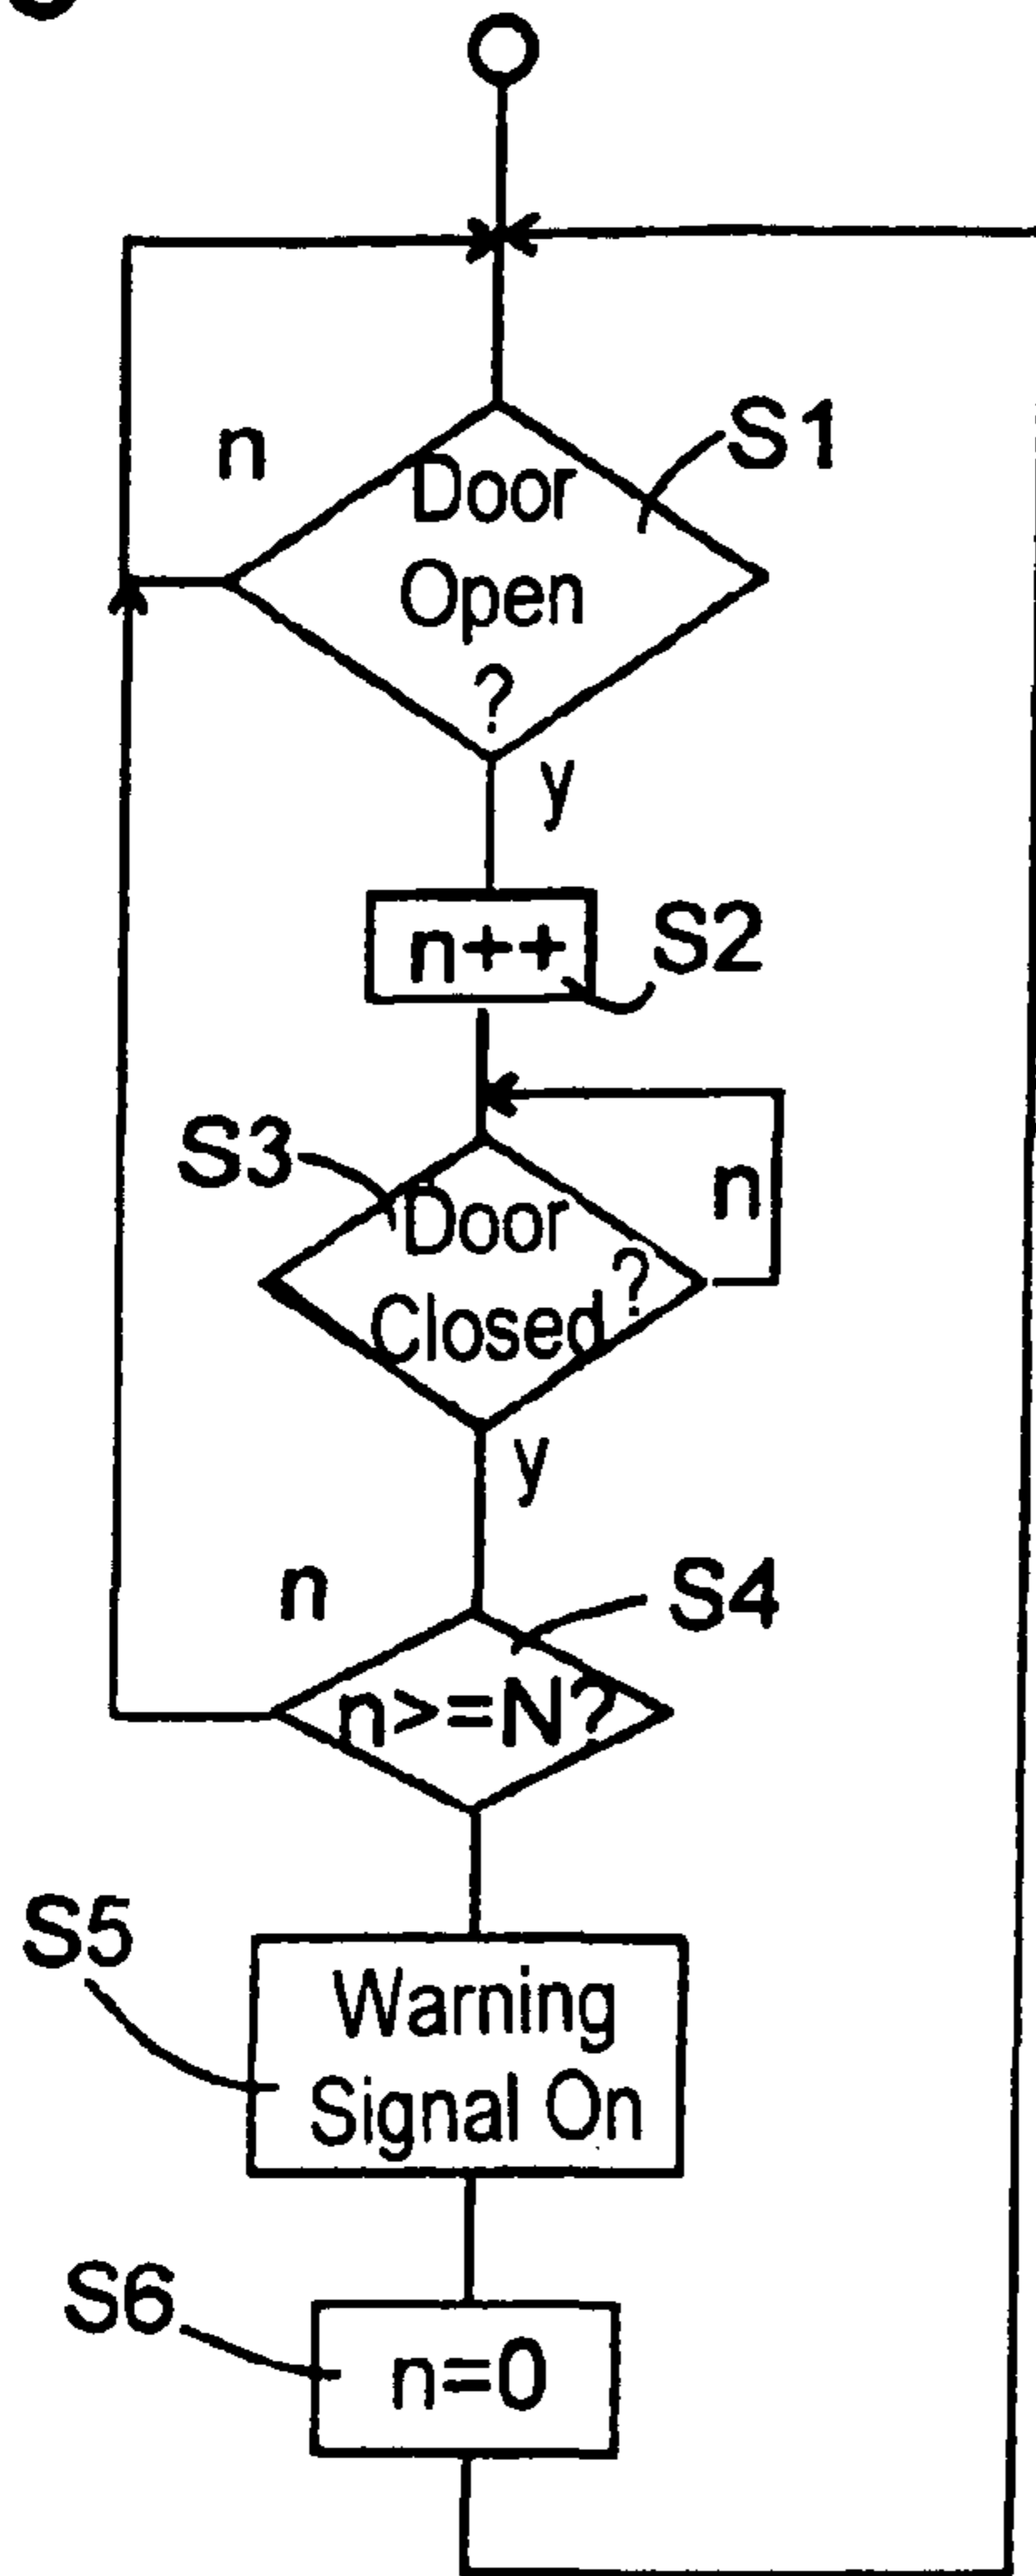 n
S1
Door
Open
?
y
n++
S2
S3
Door
Closed ?
n
y
n
S4
n>=N?
S5
Warning
Signal On
S6
n=0